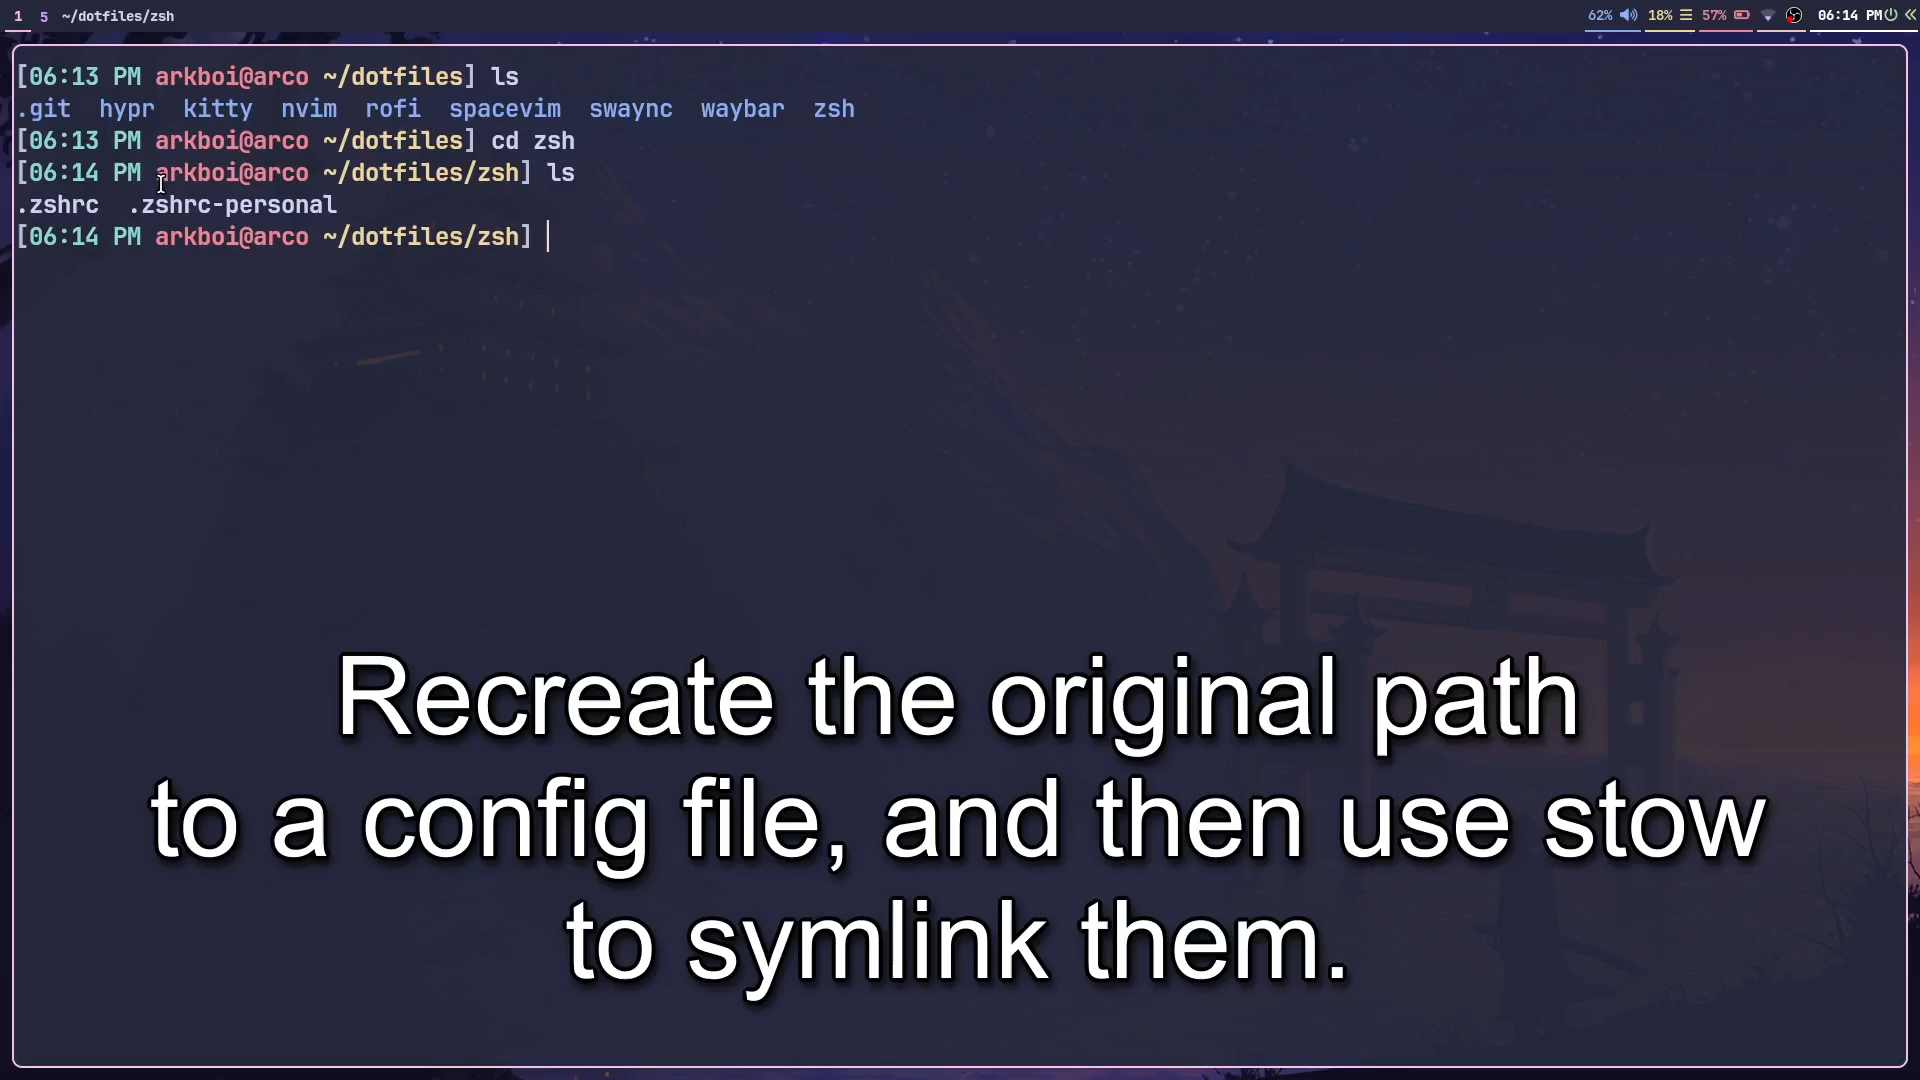 1 5 ~/dotfiles/zsh 62% 18% 57% 06:14 PM
[06:13 PM arkboi@arco ~/dotfiles] ls
.git hypr kitty nvim rofi spacevim swaync waybar zsh
[06:13 PM arkboi@arco ~/dotfiles] cd zsh
[06:14 PM arkboi@arco ~/dotfiles/zsh] ls
.zshrc .zshrc-personal
[06:14 PM arkboi@arco ~/dotfiles/zsh]
Recreate the original path
to a config file, and then use stow
to symlink them.